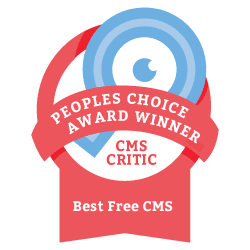 PEOPLES CHOICE
AWARD WINNER
CMS
CRITIC
Best Free CMS